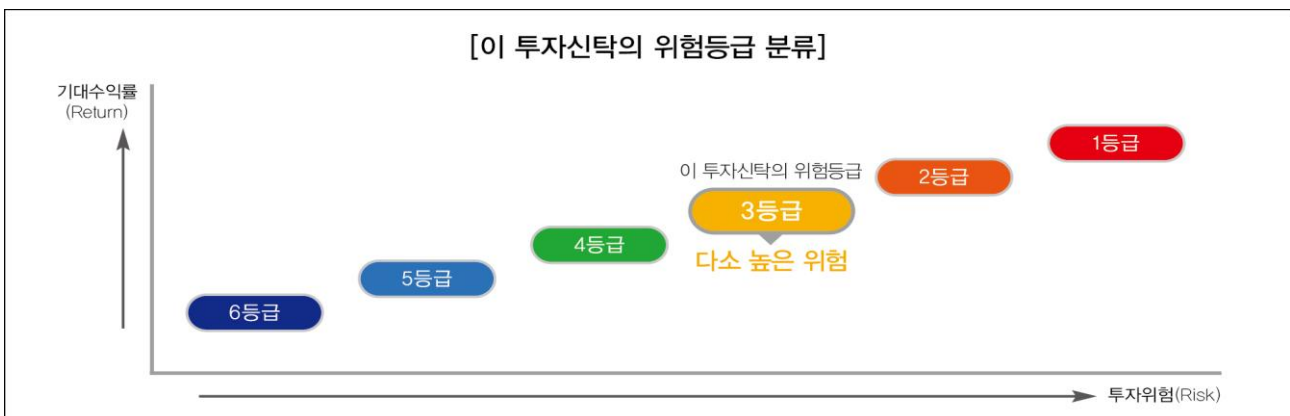 [이 투자신탁의 위험등급 분류]
기대수익률
(Return)
1등급
이 투자신탁의 위험등급
2등급
3등급
4등급
다소 높은 위험
5등급
6등급
투자위험(Risk)